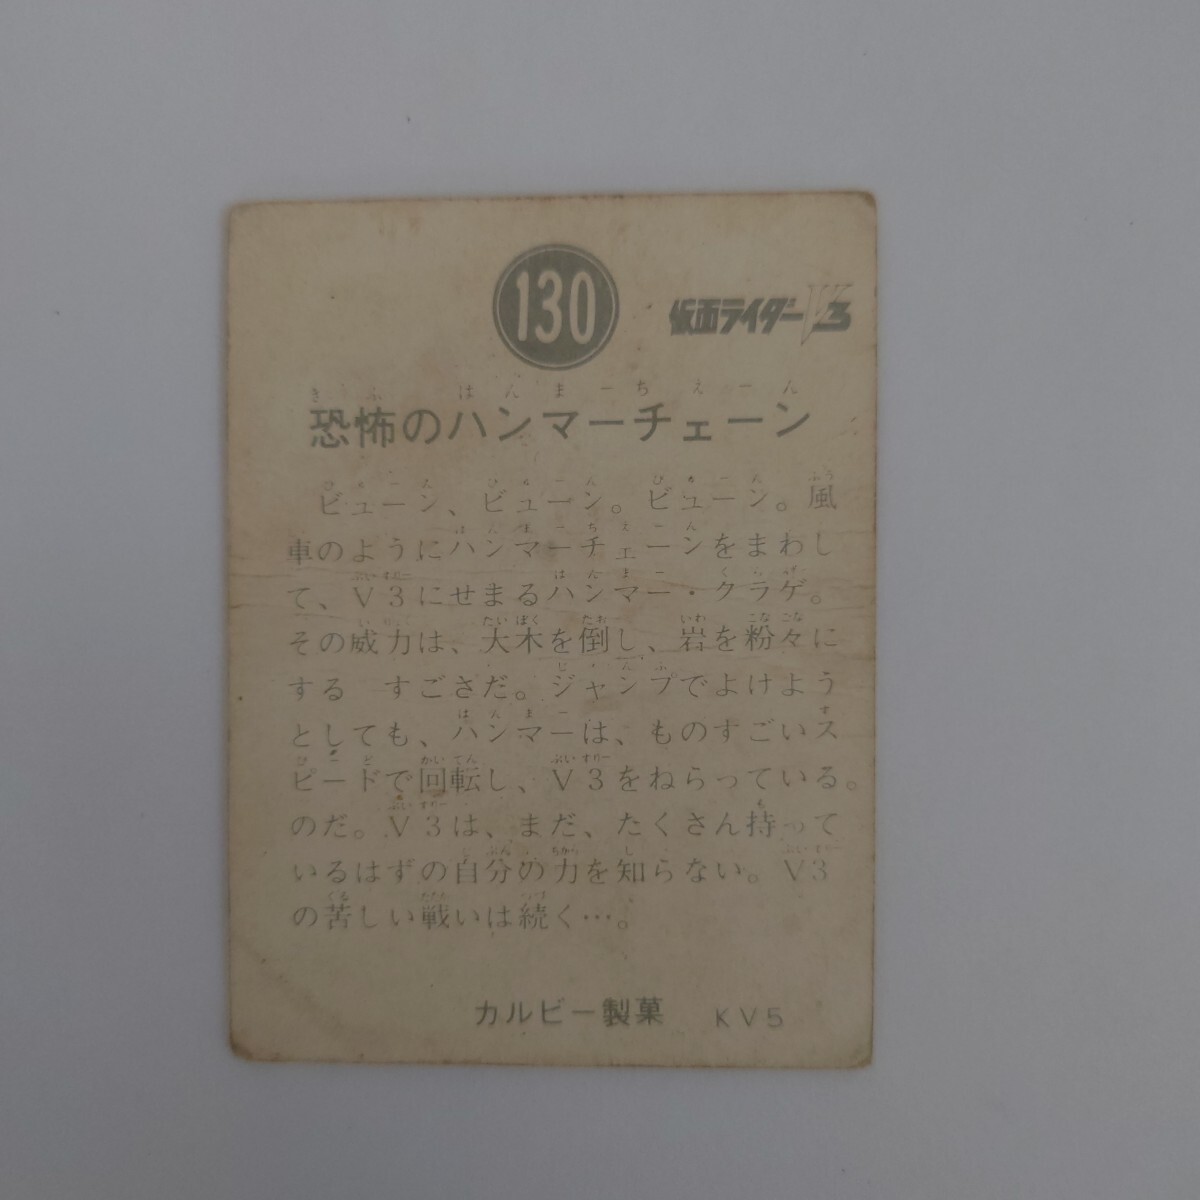 130
仮面ライダーV3
恐怖のハンマーチェーン
ビューン、ビューン。ビューン。風
車のようにハンマーチェーンをまわし
て、V3にせまるハンマー・クラゲ。
その威力は、大木を倒し、岩を粉々に
する すごさだ。ジャンプでよけよう
としても、ハンマーは、ものすごいス
ピードで回転し、V3をねらっている。
のだ。V3は、まだ、たくさん持って
いるはずの自分の力を知らない。V3
の苦しい戦いは続く…。
カルビー製菓 KV5